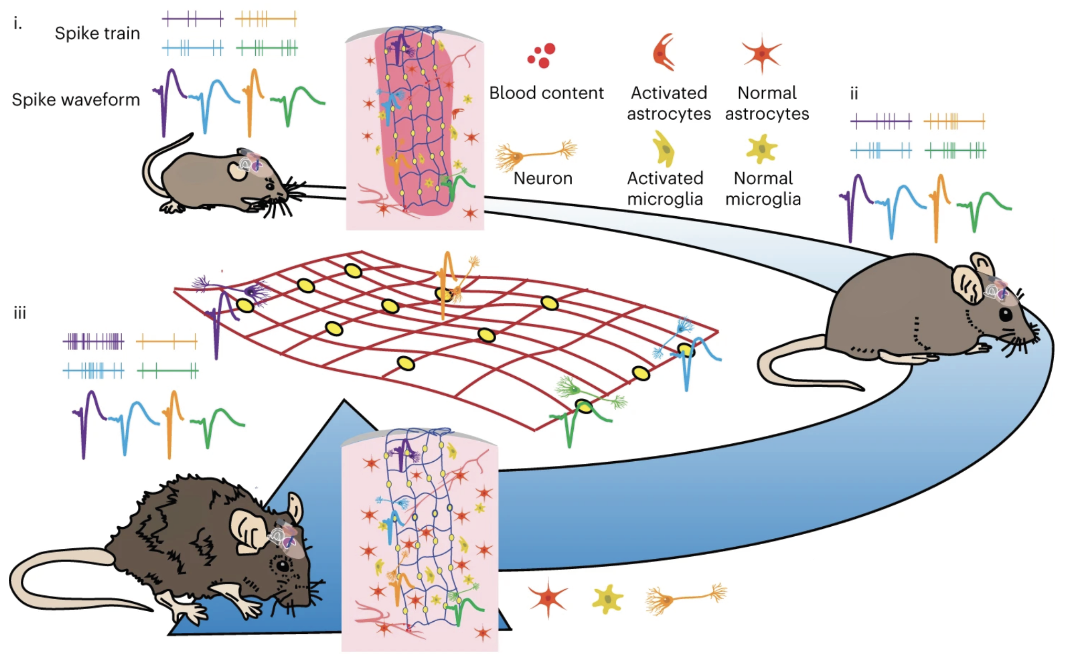 i.
Spike train
Spike waveform
Blood content
Activated
astrocytes
Normal
astrocytes
Neuron
Activated
microglia
Normal
microglia
ii
iii